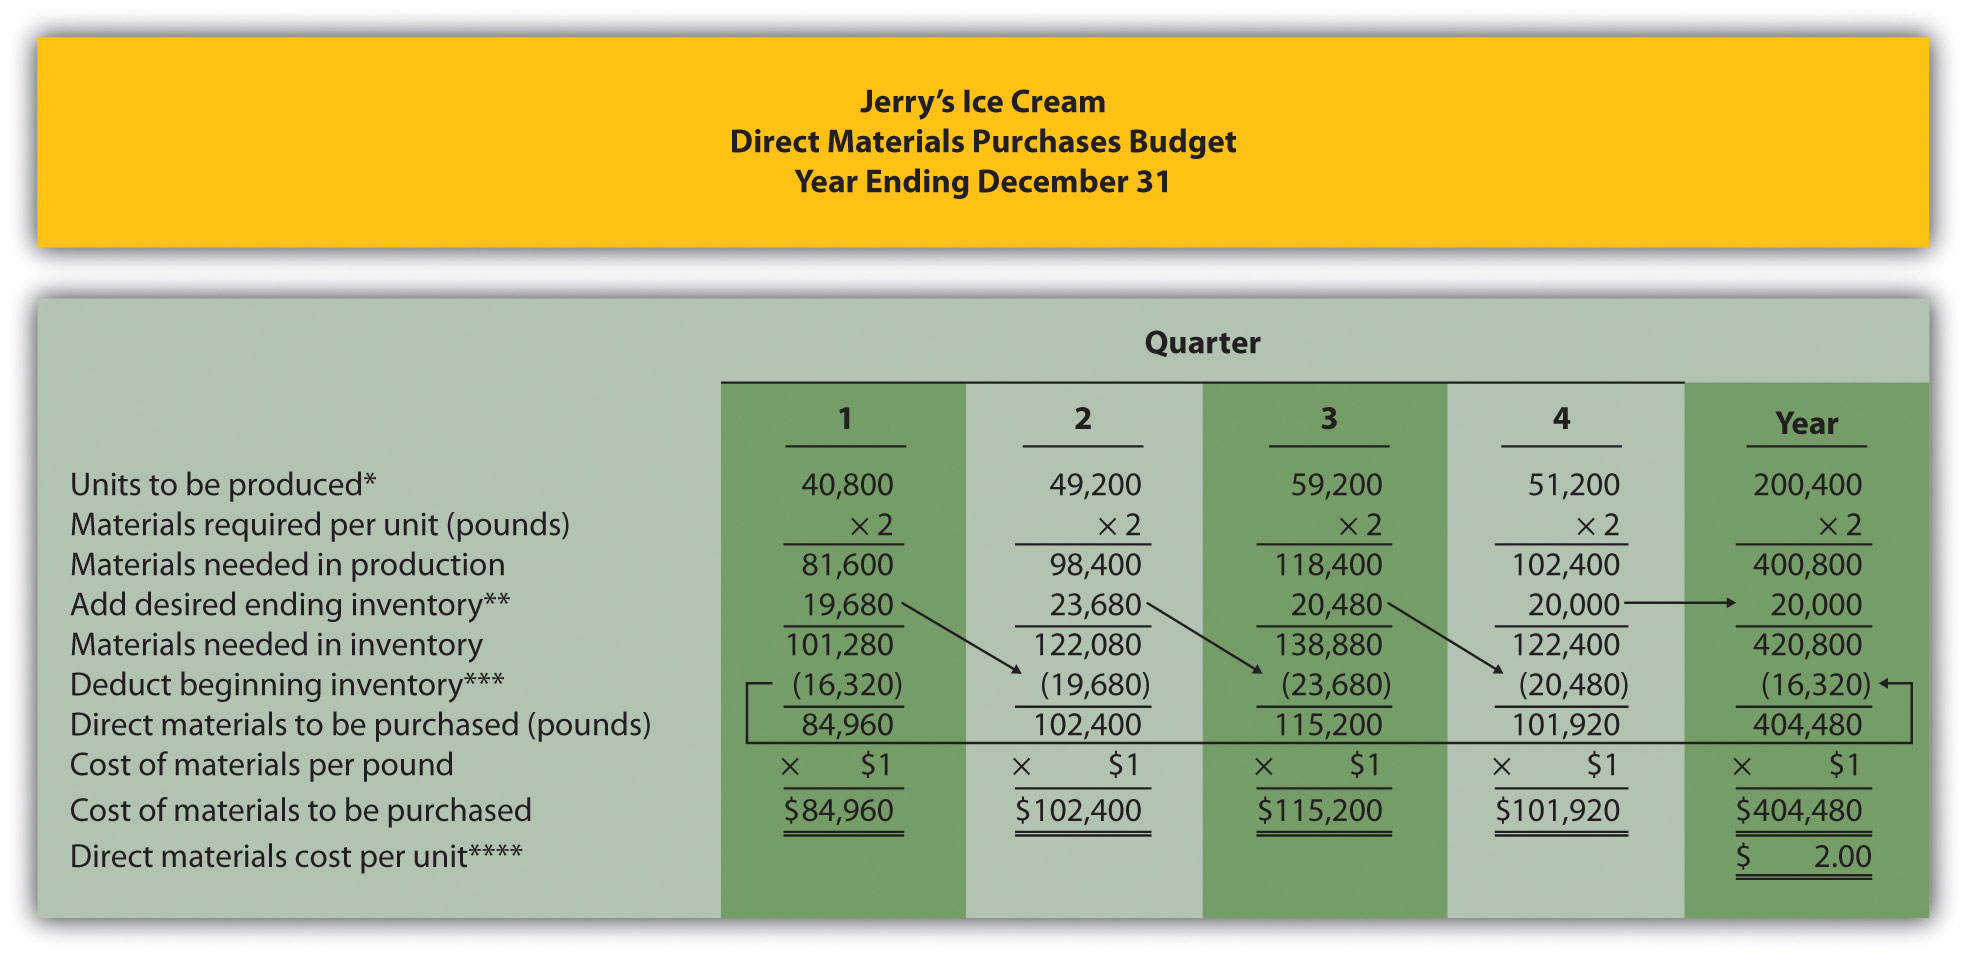 Jerry’s Ice Cream
Direct Materials Purchases Budget
Year Ending December 31
Quarter
1 2 3 4 Year
Units to be produced* 40,800 49,200 59,200 51,200 200,400
Materials required per unit (pounds) × 2 × 2 × 2 × 2 × 2
Materials needed in production 81,600 98,400 118,400 102,400 400,800
Add desired ending inventory** 19,680 23,680 20,480 20,000 20,000
Materials needed in inventory 101,280 122,080 138,880 122,400 420,800
Deduct beginning inventory*** (16,320) (19,680) (23,680) (20,480) (16,320)
Direct materials to be purchased (pounds) 84,960 102,400 115,200 101,920 404,480
Cost of materials per pound × $1 × $1 × $1 × $1 × $1
Cost of materials to be purchased $84,960 $102,400 $115,200 $101,920 $404,480
Direct materials cost per unit**** $ 2.00